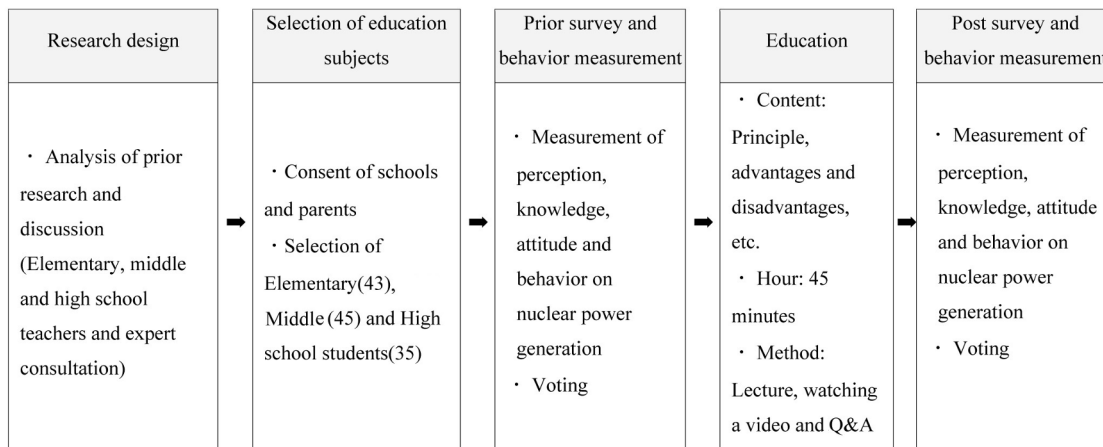 Research design
・ Analysis of prior
research and
discussion
(Elementary, middle
and high school
teachers and expert
consultation)
Selection of education
subjects
・Consent of schools
and parents
・Selection of
Elementary(43),
Middle (45) and High
school students(35)
Prior survey and
behavior measurement
・ Measurement of
perception,
knowledge,
attitude and
behavior on
nuclear power
generation
・ Voting
Education
・ Content:
Principle,
advantages and
disadvantages,
etc.
・ Hour: 45
minutes
・ Method:
Lecture, watching
a video and Q&A
Post survey and
behavior measurement
・ Measurement of
perception,
knowledge, attitude
and behavior on
nuclear power
generation
・ Voting